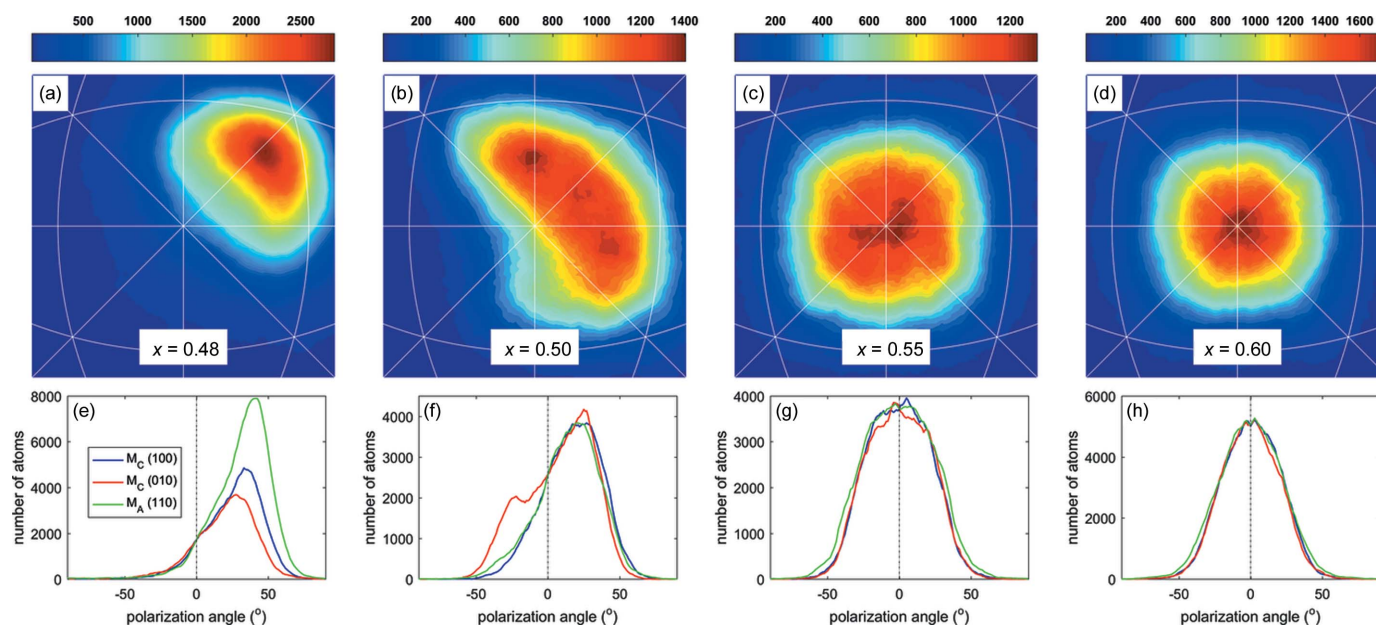 500 1000 1500 2000 2500
200 400 600 800 1000 1200 1400
200 400 600 800 1000 1200
200 400 600 800 1000 1200 1400 1600
(a)
(b)
(c)
(d)
x = 0.48
x = 0.50
x = 0.55
x = 0.60
(e)
number of atoms
8000
6000
4000
2000
0
M_C (100)
M_C (010)
M_A (110)
-50 0 50
polarization angle (°)
(f)
number of atoms
4000
3000
2000
1000
0
-50 0 50
polarization angle (°)
(g)
number of atoms
4000
3000
2000
1000
0
-50 0 50
polarization angle (°)
(h)
number of atoms
6000
4000
2000
0
-50 0 50
polarization angle (°)